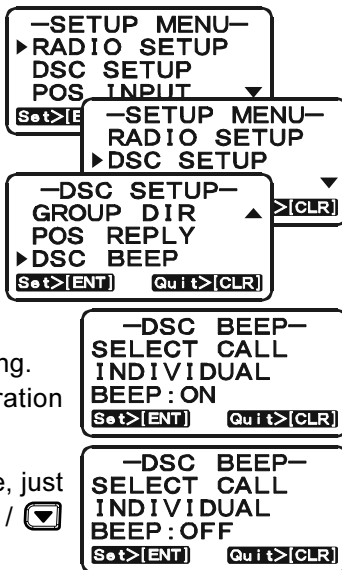 —SETUP MENU—
▶RADIO SETUP
DSC SETUP
POS INPUT ▼
Set>[E
—SETUP MENU—
RADIO SETUP
▶DSC SETUP
▼
>[CLR]
—DSC SETUP—
GROUP DIR ▲
POS REPLY
▶DSC BEEP
Set>[ENT] Quit>[CLR]
—DSC BEEP—
SELECT CALL
INDIVIDUAL
BEEP:ON
Set>[ENT] Quit>[CLR]
ng.
ration
—DSC BEEP—
SELECT CALL
INDIVIDUAL
BEEP:OFF
Set>[ENT] Quit>[CLR]
e, just
/ ▼